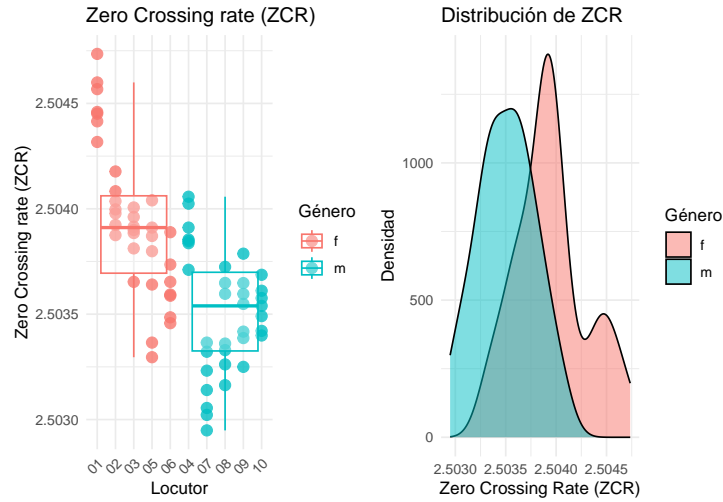 Zero Crossing rate (ZCR)
Zero Crossing rate (ZCR)
2.5045
2.5040
2.5035
2.5030
01 02 03 05 06 04 07 08 09 10
Locutor
Género
f
m
Distribución de ZCR
Densidad
1000
500
0
2.5030 2.5035 2.5040 2.5045
Zero Crossing Rate (ZCR)
Género
f
m